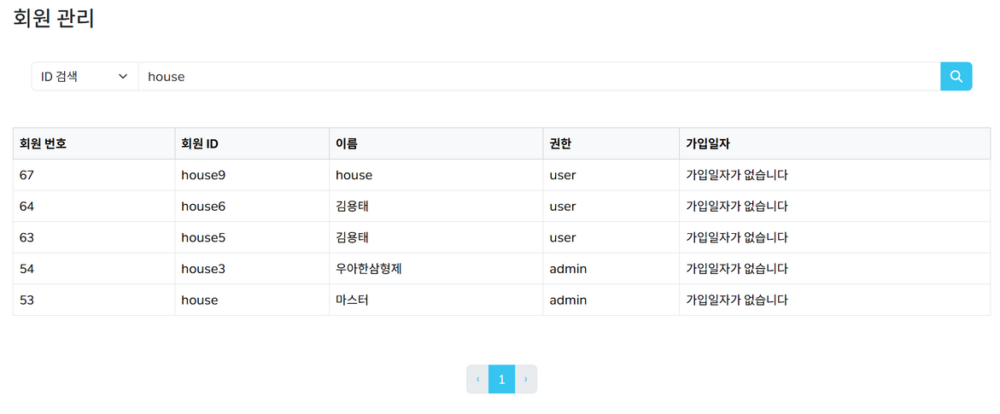 회원 관리
ID 검색 house
회원 번호 회원 ID 이름 권한 가입일자
67 house9 house user 가입일자가 없습니다
64 house6 김용태 user 가입일자가 없습니다
63 house5 김용태 user 가입일자가 없습니다
54 house3 우아한삼형제 admin 가입일자가 없습니다
53 house 마스터 admin 가입일자가 없습니다
‹ 1 ›